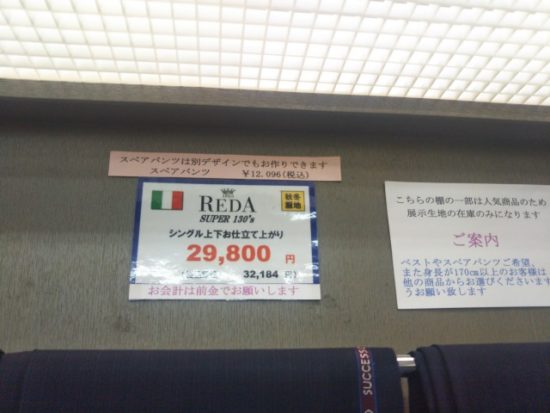 スペアパンツは別デザインでもお作りできます
スペアパンツ ￥12,096(税込)
REDA
SUPER 130's
秋冬
服地
シングル上下お仕立て上がり
29,800 円
32,184 円)
お会計は前金でお願いします
こちらの棚の一部は人気商品のため
展示生地の在庫のみになります
ご案内
ベストやスペアパンツご希望、
また身長が170cm以上のお客様は
他の商品からお選びくださいます
うお願い致します
SUCCESS